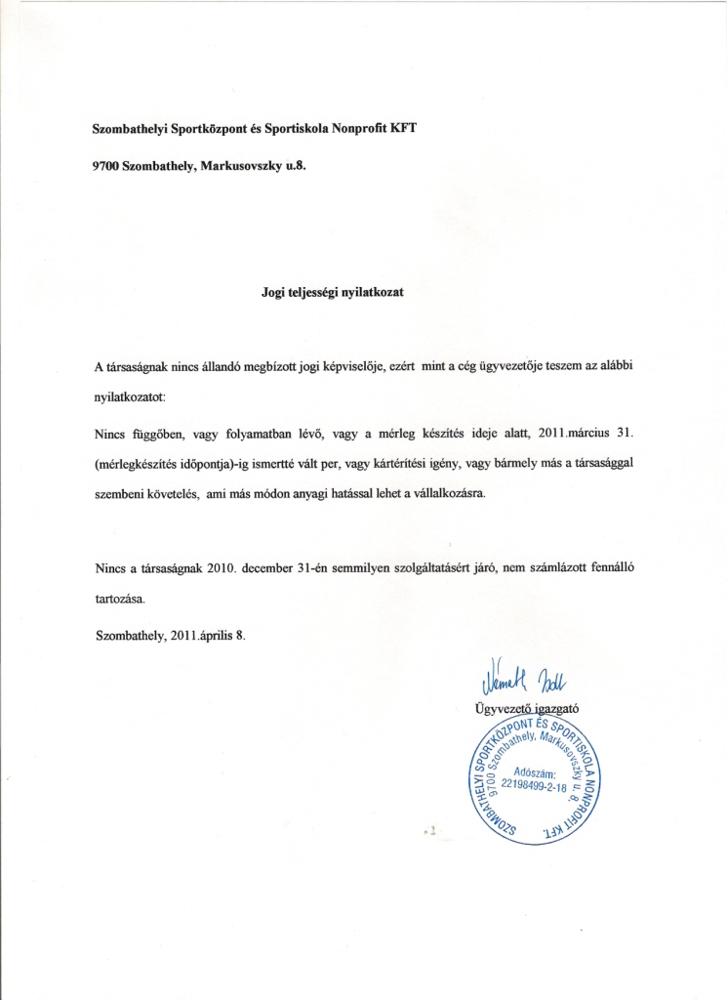 Szombathelyi Sportközpont és Sportiskola Nonprofit KFT
9700 Szombathely, Markusovszky u.8.
Jogi teljességi nyilatkozat
A társaságnak nincs állandó megbízott jogi képviselője, ezért mint a cég ügyvezetője teszem az alábbi
nyilatkozatot:
Nincs függőben, vagy folyamatban lévő, vagy a mérleg készítés ideje alatt, 2011.március 31.
(mérlegkészítés időpontja)-ig ismertté vált per, vagy kártérítési igény, vagy bármely más a társasággal
szembeni követelés, ami más módon anyagi hatással lehet a vállalkozásra.
Nincs a társaságnak 2010. december 31-én semmilyen szolgáltatásért járó, nem számlázott fennálló
tartozása.
Szombathely, 2011.április 8.
Németh Zsolt
Ügyvezető igazgató
SZOMBATHELYI SPORTKÖZPONT ÉS SPORTISKOLA NONPROFIT KFT.
9700 Szombathely, Markusovszky u. 8.
Adószám:
22198499-2-18